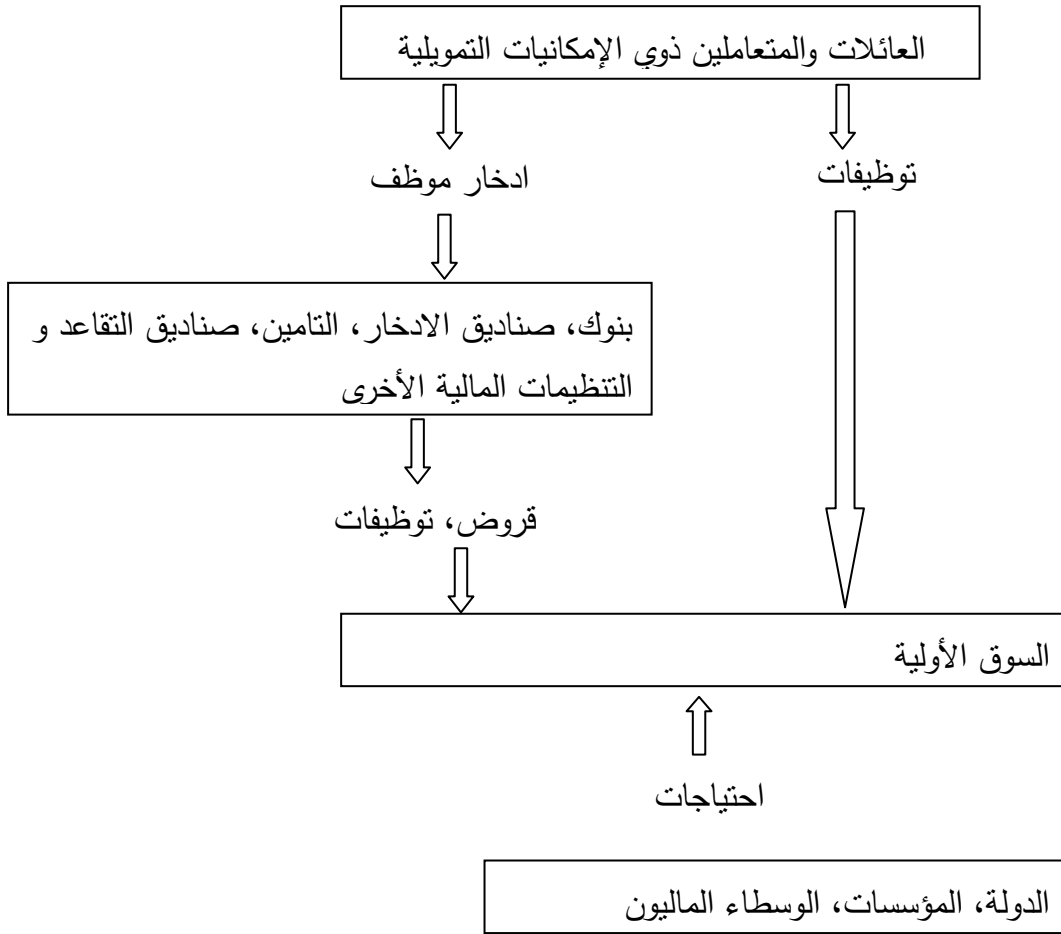 العائلات والمتعاملين ذوي الإمكانيات التمويلية
توظيفات
ادخار موظف
بنوك، صناديق الادخار، التامين، صناديق التقاعد و
التنظيمات المالية الأخرى
قروض، توظيفات
السوق الأولية
احتياجات
الدولة، المؤسسات، الوسطاء الماليون